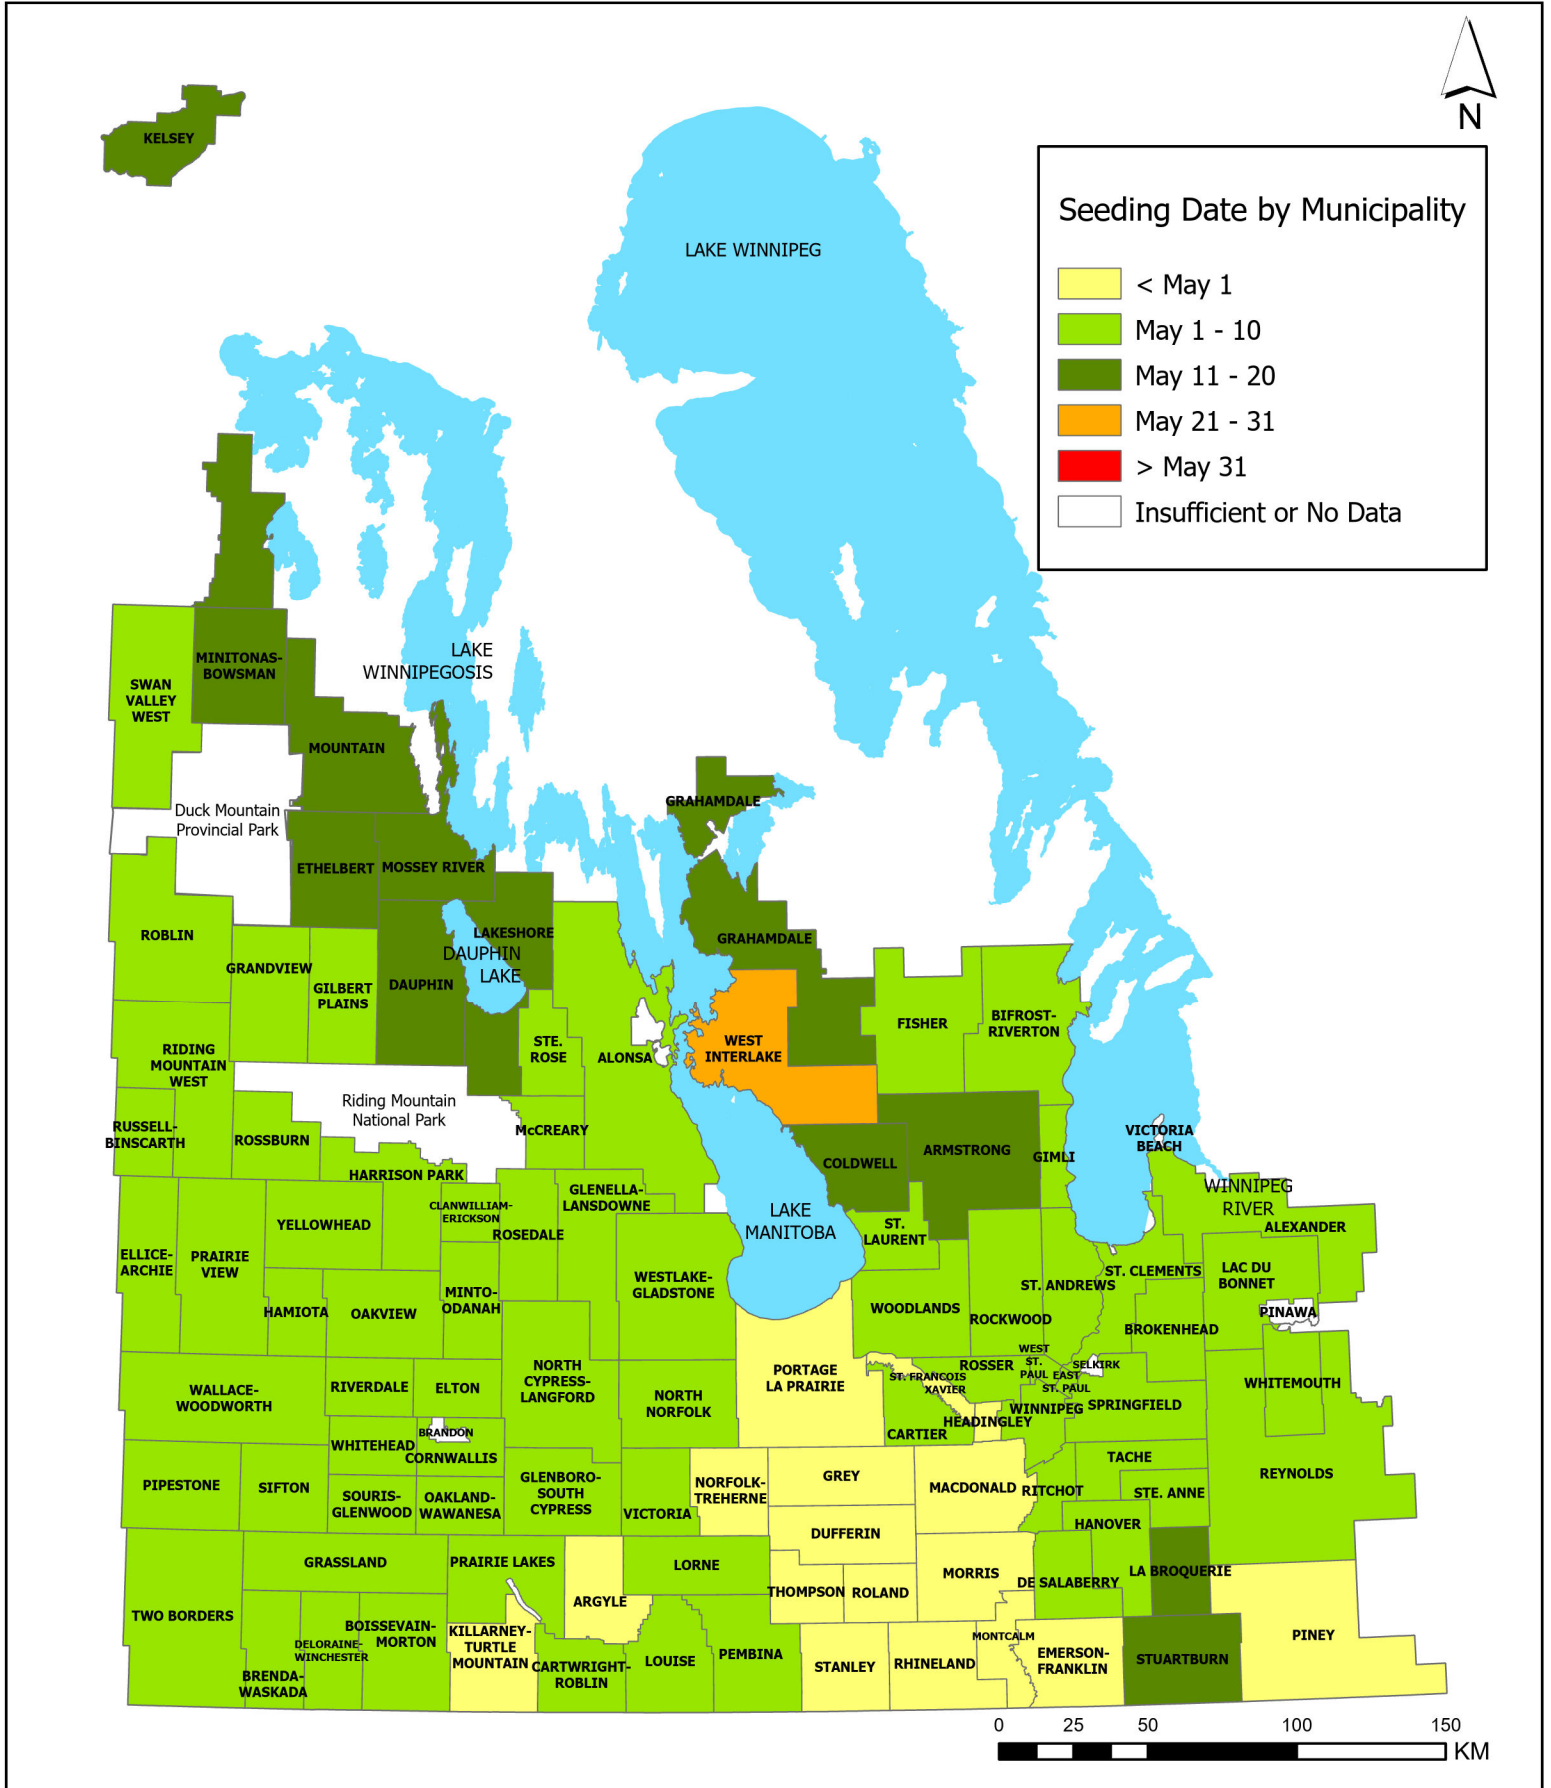 N
KELSEY
LAKE WINNIPEG
Seeding Date by Municipality
< May 1
May 1 - 10
May 11 - 20
May 21 - 31
> May 31
Insufficient or No Data
LAKE
WINNIPEGOSIS
MINITONAS-
BOWSMAN
SWAN
VALLEY
WEST
MOUNTAIN
Duck Mountain
Provincial Park
GRAHAMDALE
ETHELBERT
MOSSEY RIVER
ROBLIN
LAKESHORE
GRAHAMDALE
DAUPHIN
LAKE
GRANDVIEW
GILBERT
PLAINS
DAUPHIN
FISHER
BIFROST-
RIVERTON
STE.
ROSE
ALONSA
WEST
INTERLAKE
RIDING
MOUNTAIN
WEST
Riding Mountain
National Park
RUSSELL-
BINSCARTH
ROSSBURN
McCREARY
VICTORIA
BEACH
ARMSTRONG
GIMLI
COLDWELL
HARRISON PARK
GLENELLA-
LANSDOWNE
CLANWILLIAM-
ERICKSON
ROSEDALE
YELLOWHEAD
LAKE
MANITOBA
ST.
LAURENT
WINNIPEG
RIVER
ALEXANDER
ELLICE-
ARCHIE
PRAIRIE
VIEW
WESTLAKE-
GLADSTONE
ST. CLEMENTS
LAC DU
BONNET
ST. ANDREWS
MINTO-
ODANAH
HAMIOTA
OAKVIEW
WOODLANDS
ROCKWOOD
PINAWA
BROKENHEAD
WEST
ST.
PAUL
ROSSER
SELKIRK
EAST
ST. PAUL
ST. FRANCOIS
XAVIER
PORTAGE
LA PRAIRIE
NORTH
CYPRESS-
LANGFORD
WALLACE-
WOODWORTH
RIVERDALE
ELTON
NORTH
NORFOLK
WHITEMOUTH
WINNIPEG
SPRINGFIELD
HEADINGLEY
CARTIER
BRANDON
WHITEHEAD
CORNWALLIS
TACHE
REYNOLDS
PIPESTONE
SIFTON
SOURIS-
GLENWOOD
OAKLAND-
WAWANESA
GLENBORO-
SOUTH
CYPRESS
VICTORIA
NORFOLK-
TREHERNE
GREY
MACDONALD
RITCHOT
STE. ANNE
HANOVER
DUFFERIN
GRASSLAND
PRAIRIE LAKES
LORNE
LA BROQUERIE
MORRIS
DE SALABERRY
THOMPSON
ROLAND
ARGYLE
TWO BORDERS
BOISSEVAIN-
MORTON
KILLARNEY-
TURTLE
MOUNTAIN
DELORAINE-
WINCHESTER
BRENDA-
WASKADA
CARTWRIGHT-
ROBLIN
LOUISE
PEMBINA
STANLEY
RHINELAND
MONTCALM
EMERSON-
FRANKLIN
STUARTBURN
PINEY
0 25 50 100 150
KM